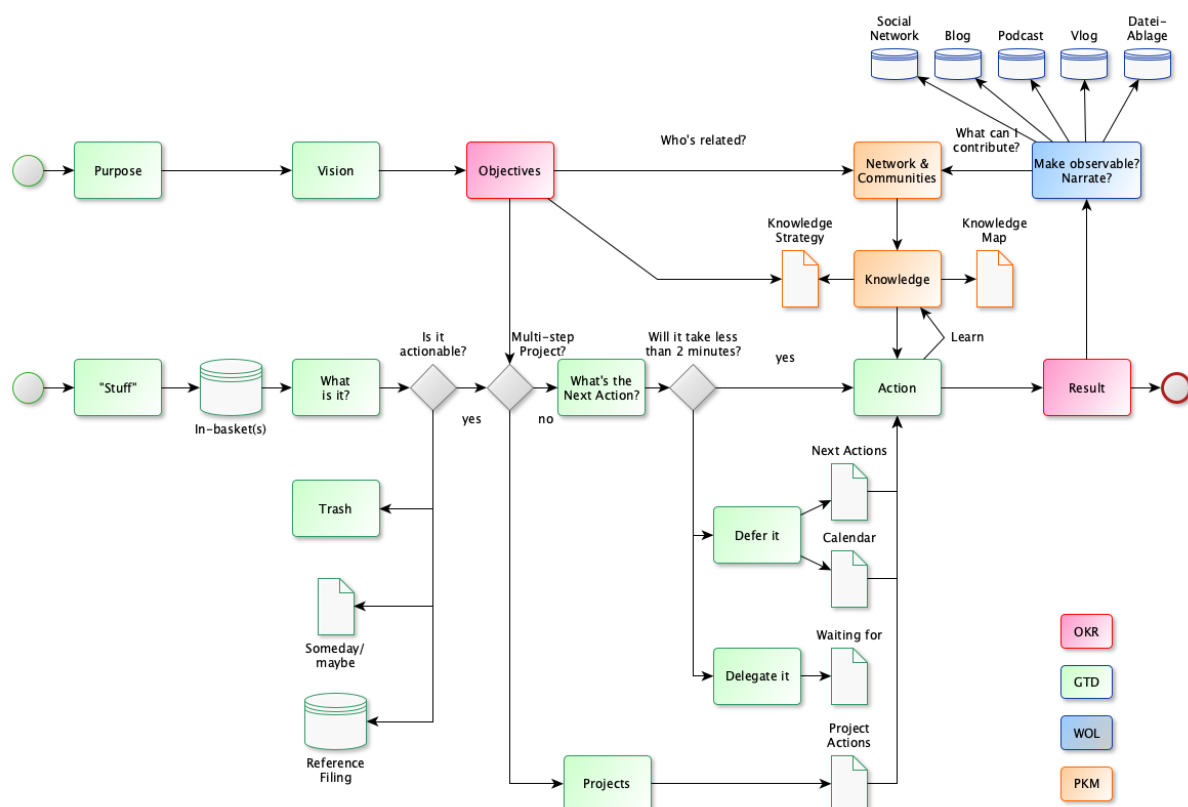 Social
Network
Blog
Podcast
Vlog
Datei-
Ablage
Purpose
Vision
Objectives
Who's related?
Network &
Communities
What can I
contribute?
Make observable?
Narrate?
Knowledge
Strategy
Knowledge
Knowledge
Map
Learn
"Stuff"
In-basket(s)
What
is it?
Is it
actionable?
yes
Multi-step
Project?
no
What's the
Next Action?
Will it take less
than 2 minutes?
yes
Action
Result
Trash
Someday/
maybe
Reference
Filing
Defer it
Next Actions
Calendar
Delegate it
Waiting for
Projects
Project
Actions
OKR
GTD
WOL
PKM